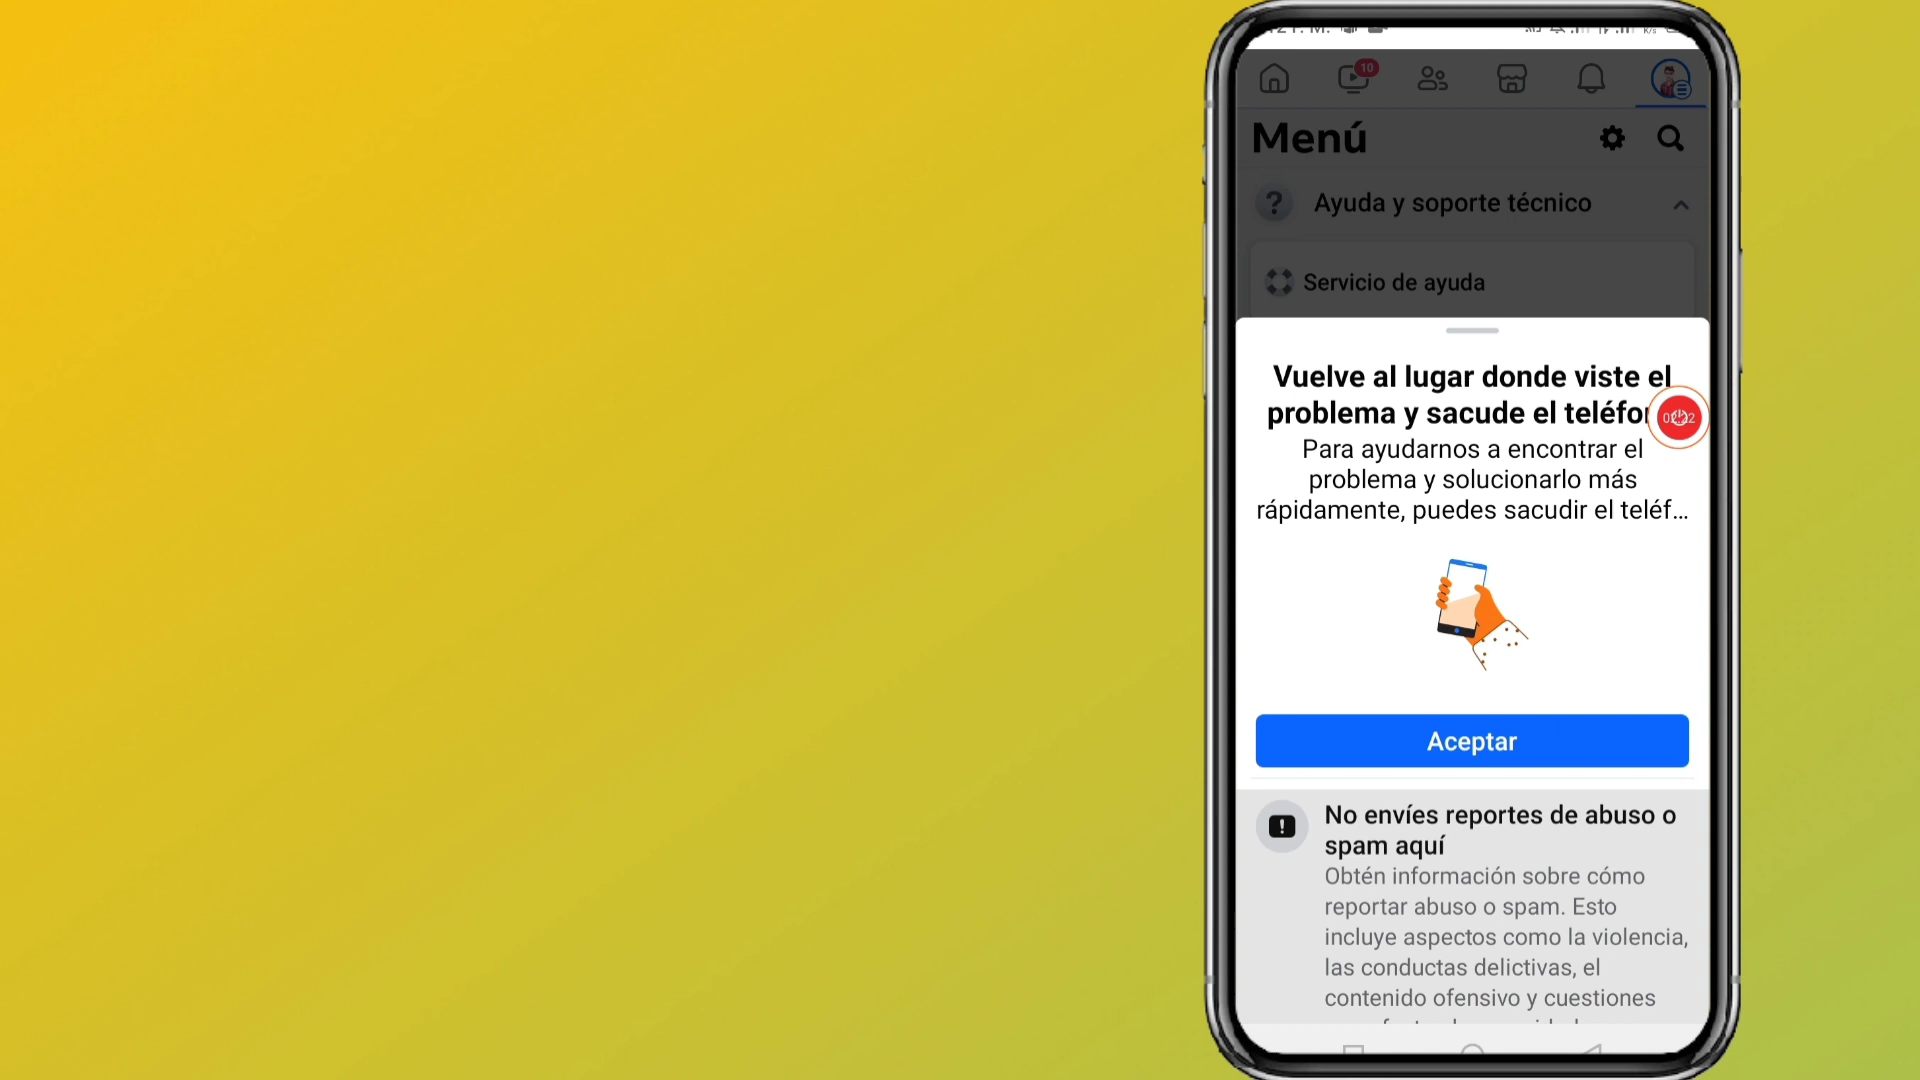 10
Menú
Ayuda y soporte técnico
Servicio de ayuda
Vuelve al lugar donde viste el
problema y sacude el
Para ayudarnos a encontrar el
problema y solucionarlo más
rápidamente, puedes sacudir el teléf...
Aceptar
No envíes reportes de abuso o
spam aquí
Obtén información sobre cómo
reportar abuso o spam. Esto
incluye aspectos como la violencia,
las conductas delictivas, el
contenido ofensivo y cuestiones